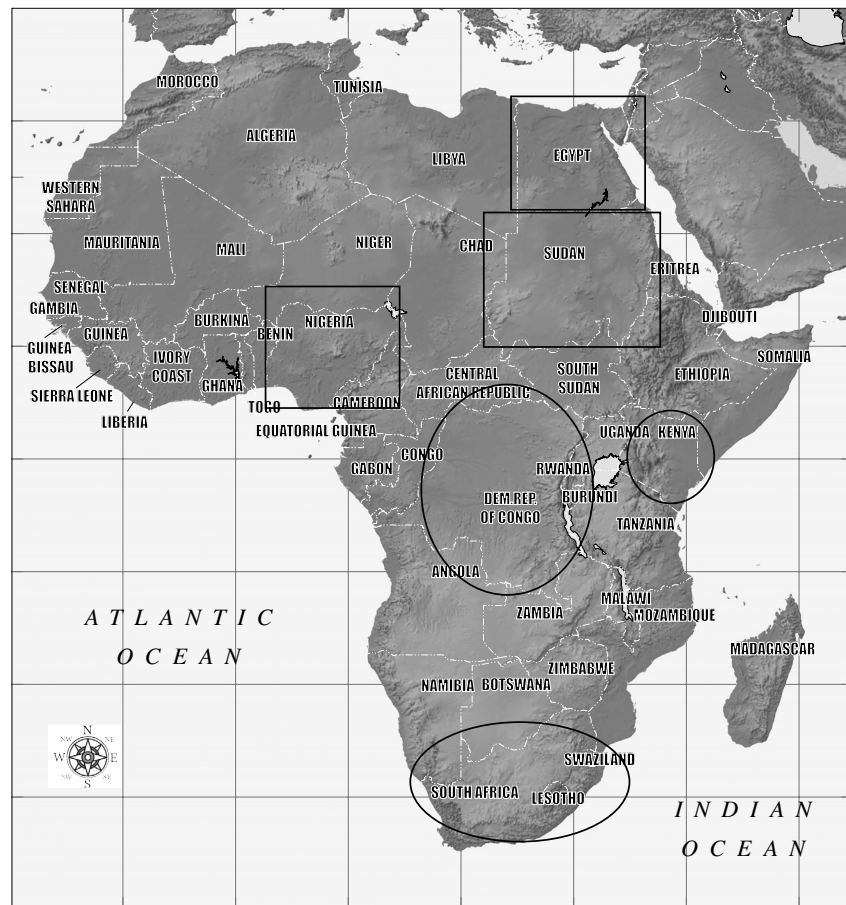 MOROCCO
TUNISIA
ALGERIA
LIBYA
EGYPT
WESTERN
SAHARA
MAURITANIA
MALI
NIGER
CHAD
SUDAN
ERITREA
SENEGAL
GAMBIA
GUINEA
BISSAU
GUINEA
SIERRA LEONE
LIBERIA
IVORY
COAST
BURKINA
GHANA
TOGO
BENIN
NIGERIA
CAMEROON
EQUATORIAL GUINEA
CENTRAL
AFRICAN REPUBLIC
SOUTH
SUDAN
DJIBOUTI
SOMALIA
ETHIOPIA
UGANDA
KENYA
GABON
CONGO
RWANDA
BURUNDI
DEM.REP.
OF CONGO
TANZANIA
ANGOLA
ZAMBIA
MALAWI
MOZAMBIQUE
MADAGASCAR
ZIMBABWE
NAMIBIA
BOTSWANA
SWAZILAND
SOUTH AFRICA
LESOTHO
ATLANTIC
OCEAN
INDIAN
OCEAN
N
NW
NE
W
E
SW
SE
S